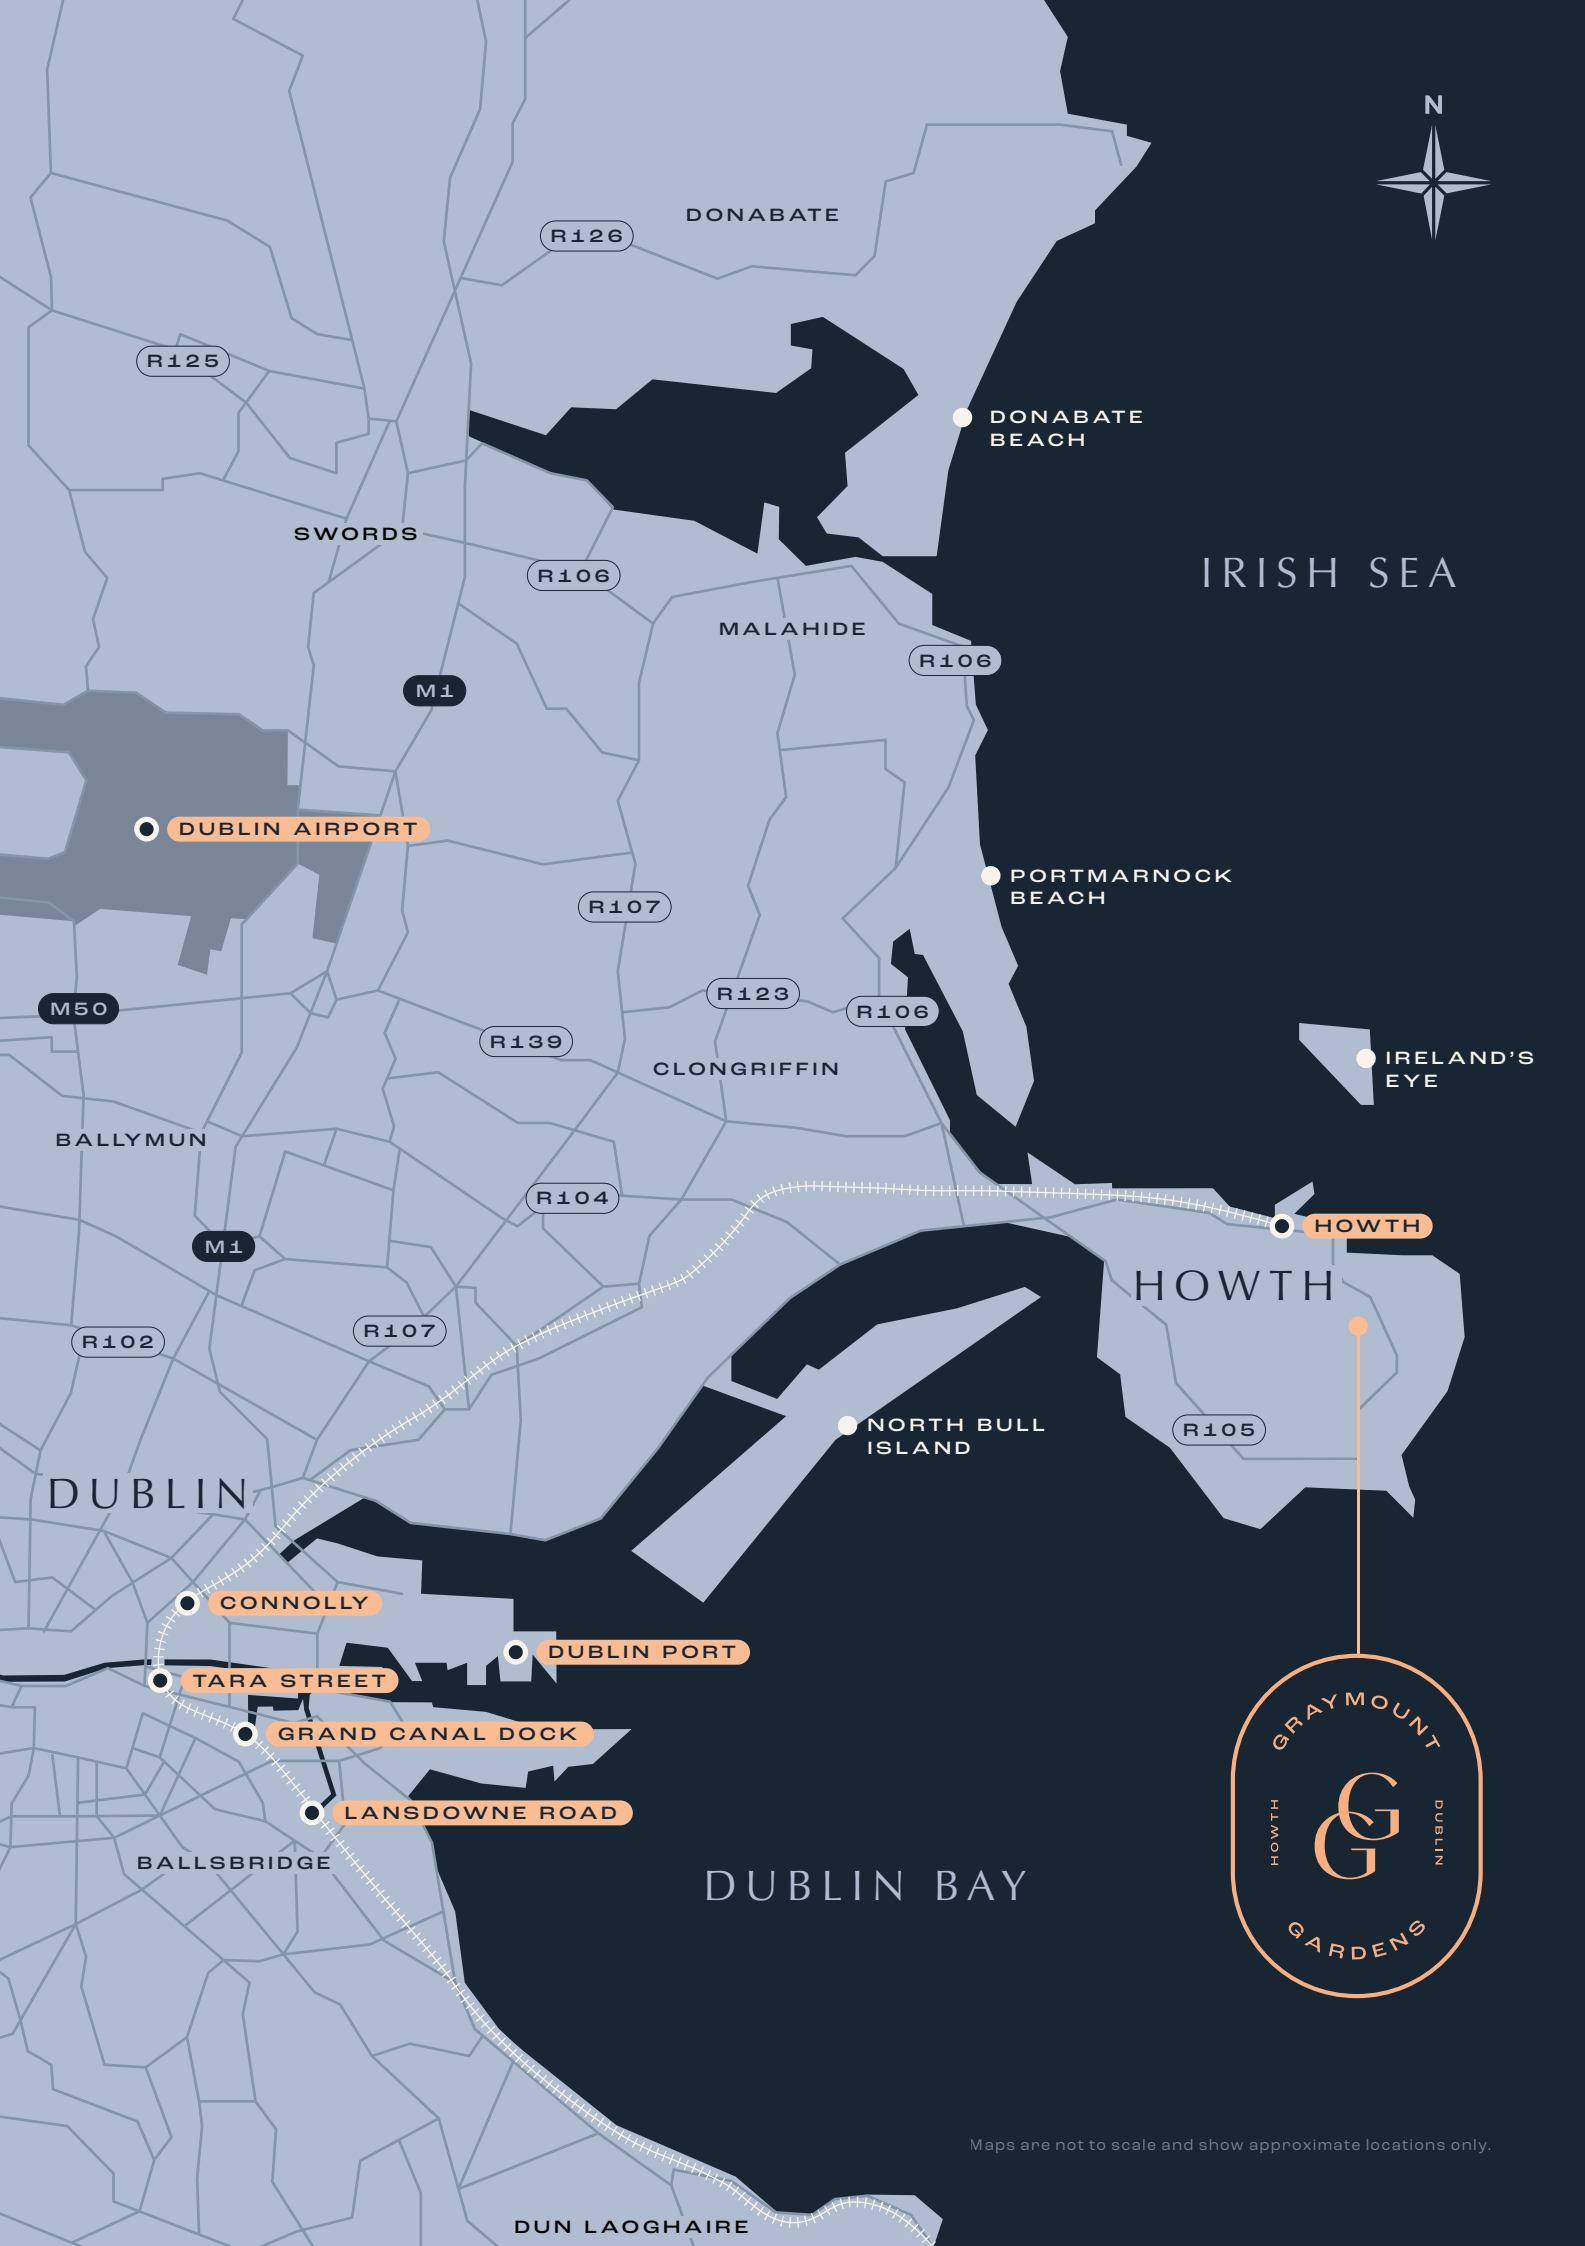 N
DONABATE
R126
R125
DONABATE
BEACH
SWORDS
R106
IRISH SEA
MALAHIDE
R106
M1
DUBLIN AIRPORT
PORTMARNOCK
BEACH
R107
R123
M50
R106
R139
CLONGRIFFIN
IRELAND'S
EYE
BALLYMUN
R104
HOWTH
M1
HOWTH
R107
R102
NORTH BULL
ISLAND
R105
DUBLIN
CONNOLLY
DUBLIN PORT
TARA STREET
GRAND CANAL DOCK
LANSDOWNE ROAD
BALLSBRIDGE
DUBLIN BAY
GRAYMOUNT
GG
HOWTH
DUBLIN
GARDENS
Maps are not to scale and show approximate locations only.
DUN LAOGHAIRE